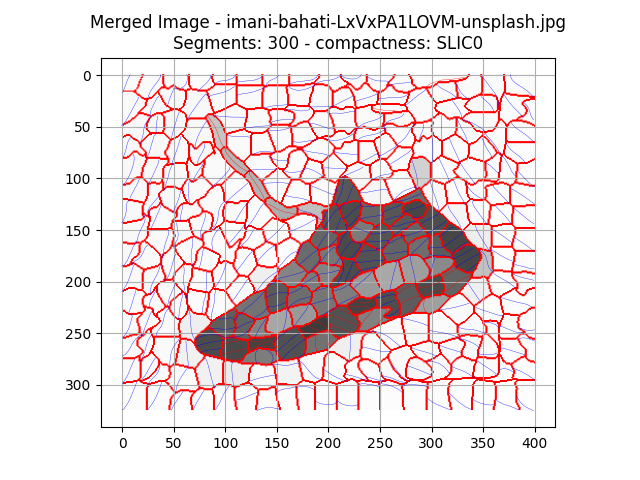 Merged Image - imani-bahati-LxVxPA1LOVM-unsplash.jpg
Segments: 300 - compactness: SLIC0
0
50
100
150
200
250
300
0 50 100 150 200 250 300 350 400